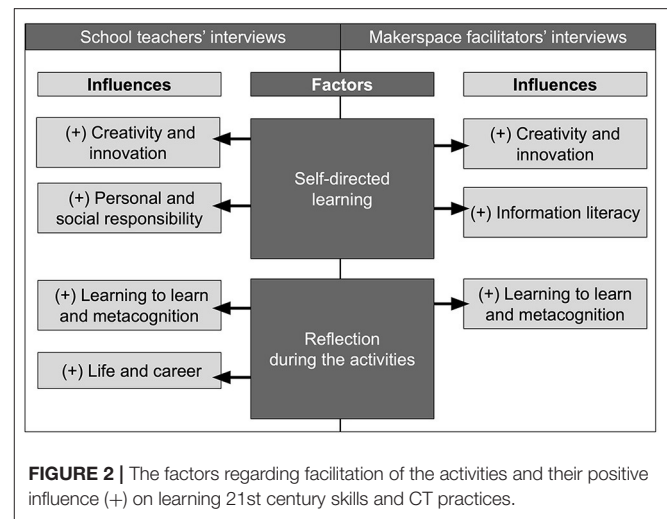 School teachers' interviews
Makerspace facilitators' interviews
Influences
Factors
Influences
(+) Creativity and
innovation
(+) Personal and
social responsibility
Self-directed
learning
(+) Creativity and
innovation
(+) Information literacy
(+) Learning to learn
and metacognition
(+) Life and career
Reflection
during the activities
(+) Learning to learn
and metacognition
FIGURE 2 | The factors regarding facilitation of the activities and their positive
influence (+) on learning 21st century skills and CT practices.